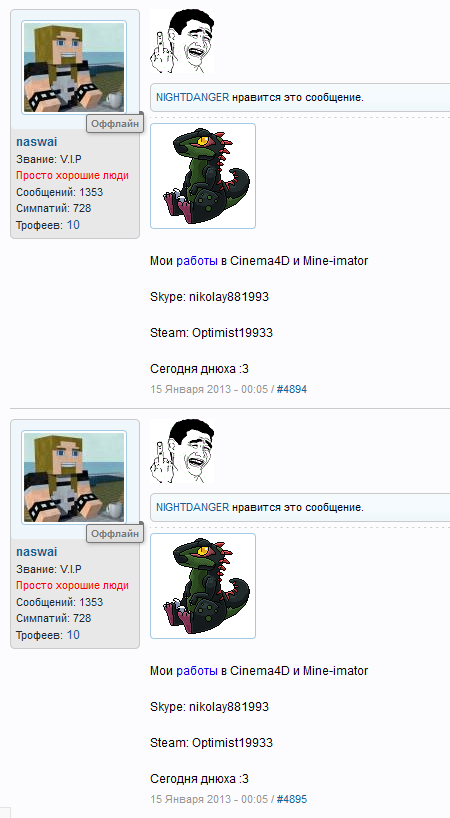 NIGHTDANGER нравится это сообщение.
Оффлайн
naswai
Звание: V.I.P
Просто хорошие люди
Сообщений: 1353
Симпатий: 728
Трофеев: 10
Мои работы в Cinema4D и Mine-imator
Skype: nikolay881993
Steam: Optimist19933
Сегодня днюха :3
15 Января 2013 - 00:05 / #4894
NIGHTDANGER нравится это сообщение.
Оффлайн
naswai
Звание: V.I.P
Просто хорошие люди
Сообщений: 1353
Симпатий: 728
Трофеев: 10
Мои работы в Cinema4D и Mine-imator
Skype: nikolay881993
Steam: Optimist19933
Сегодня днюха :3
15 Января 2013 - 00:05 / #4895